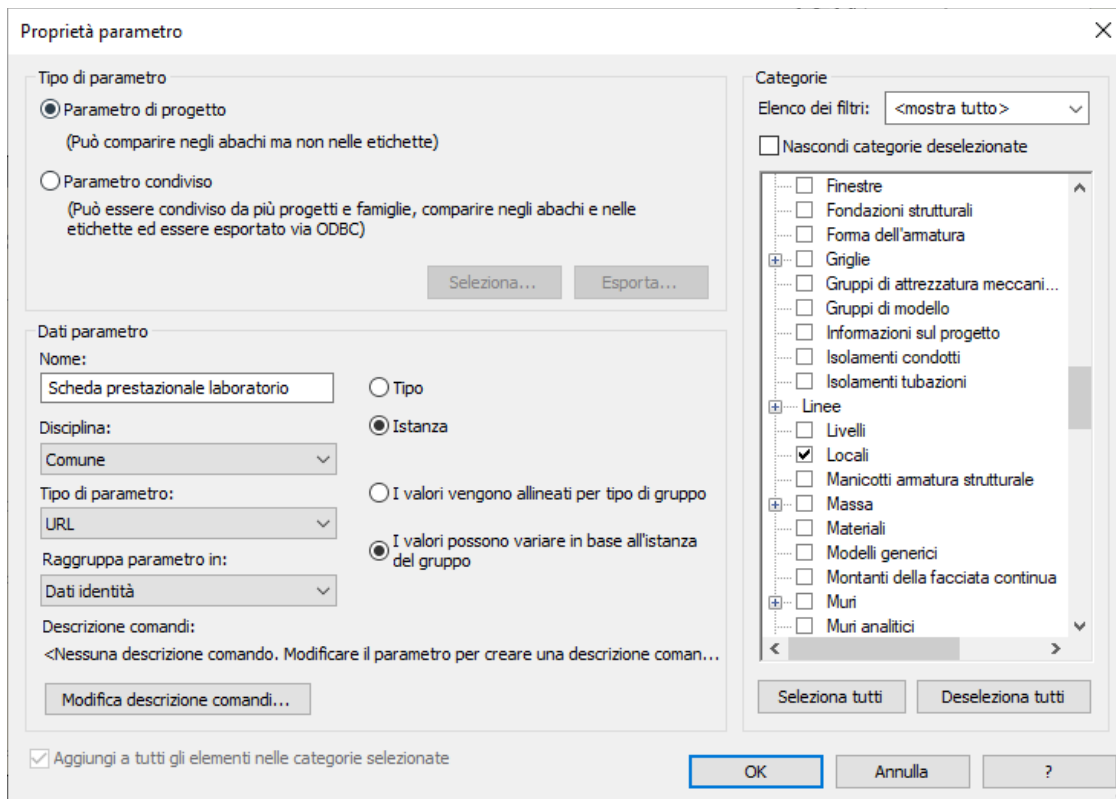 Proprietà parametro
Tipo di parametro
Parametro di progetto
(Può comparire negli abachi ma non nelle etichette)
Parametro condiviso
(Può essere condiviso da più progetti e famiglie, comparire negli abachi e nelle
etichette ed essere esportato via ODBC)
Seleziona...
Esporta...
Dati parametro
Nome:
Scheda prestazionale laboratorio
Tipo
Disciplina:
Istanza
Comune
Tipo di parametro:
I valori vengono allineati per tipo di gruppo
URL
I valori possono variare in base all'istanza
del gruppo
Raggruppa parametro in:
Dati identità
Descrizione comandi:
<Nessuna descrizione comando. Modificare il parametro per creare una descrizione coman...
Modifica descrizione comandi...
Aggiungi a tutti gli elementi nelle categorie selezionate
Categorie
Elenco dei filtri:
<mostra tutto>
Nascondi categorie deselezionate
Finestre
Fondazioni strutturali
Forma dell'armatura
Griglie
Gruppi di attrezzatura meccani...
Gruppi di modello
Informazioni sul progetto
Isolamenti condotti
Isolamenti tubazioni
Linee
Livelli
Locali
Manicotti armatura strutturale
Massa
Materiali
Modelli generici
Montanti della facciata continua
Muri
Muri analitici
Seleziona tutti
Deseleziona tutti
OK
Annulla
?